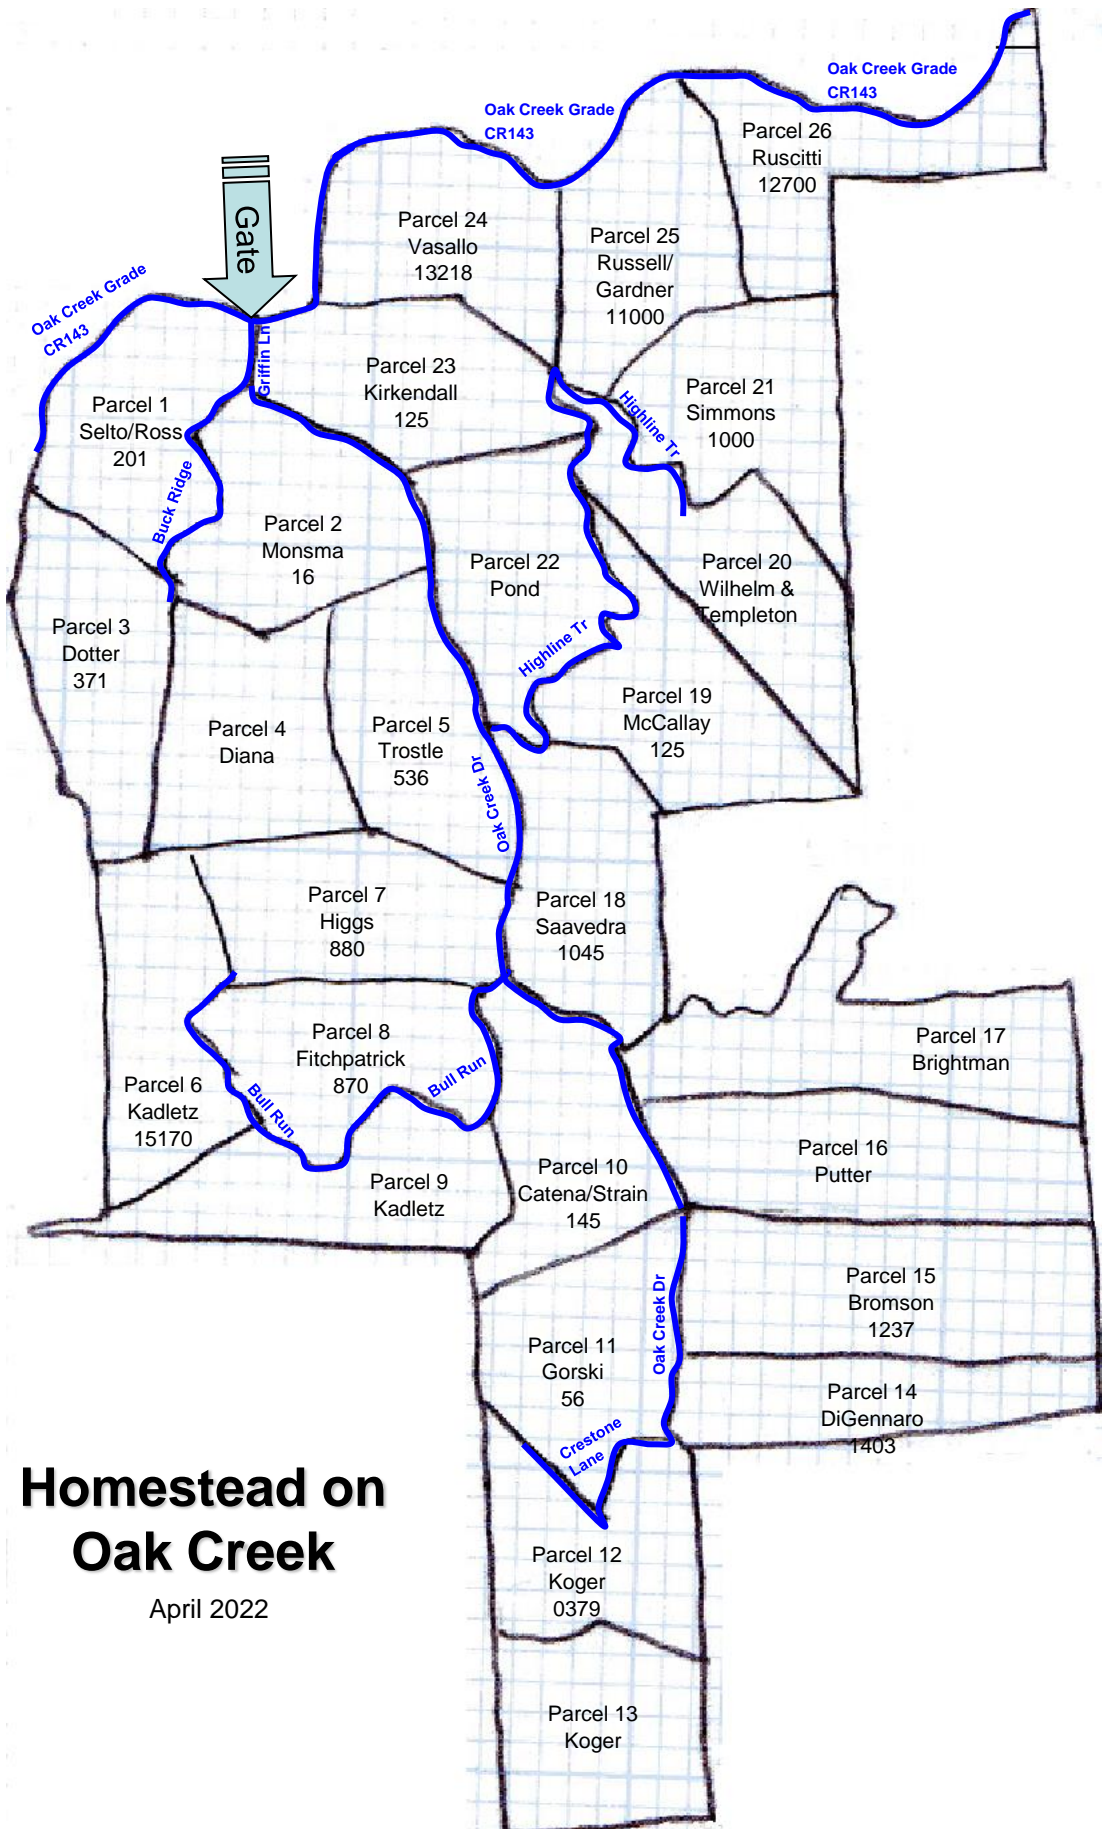 Oak Creek Grade
CR143
Oak Creek Grade
CR143
Parcel 26
Ruscitti
12700
Gate
Parcel 24
Vasallo
13218
Parcel 25
Russell/
Gardner
11000
Oak Creek Grade
CR143
Griffin Ln
Parcel 23
Kirkendall
125
Parcel 21
Simmons
1000
Highline Tr
Parcel 1
Selto/Ross
201
Buck Ridge
Parcel 2
Monsma
16
Parcel 22
Pond
Parcel 20
Wilhelm &
Templeton
Parcel 3
Dotter
371
Highline Tr
Parcel 19
McCallay
125
Parcel 4
Diana
Parcel 5
Trostle
536
Oak Creek Dr
Parcel 7
Higgs
880
Parcel 18
Saavedra
1045
Parcel 8
Fitchpatrick
870
Bull Run
Parcel 17
Brightman
Parcel 6
Kadletz
15170
Bull Run
Parcel 16
Putter
Parcel 10
Catena/Strain
145
Parcel 9
Kadletz
Parcel 15
Bromson
1237
Oak Creek Dr
Parcel 11
Gorski
56
Parcel 14
DiGennaro
1403
Crestone
Lane
Homestead on
Oak Creek
April 2022
Parcel 12
Koger
0379
Parcel 13
Koger